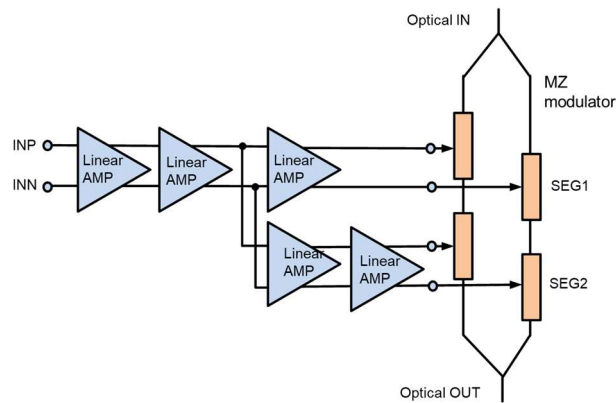 Optical IN
MZ
modulator
INP
INN
Linear
AMP
Linear
AMP
Linear
AMP
SEG1
Linear
AMP
Linear
AMP
SEG2
Optical OUT